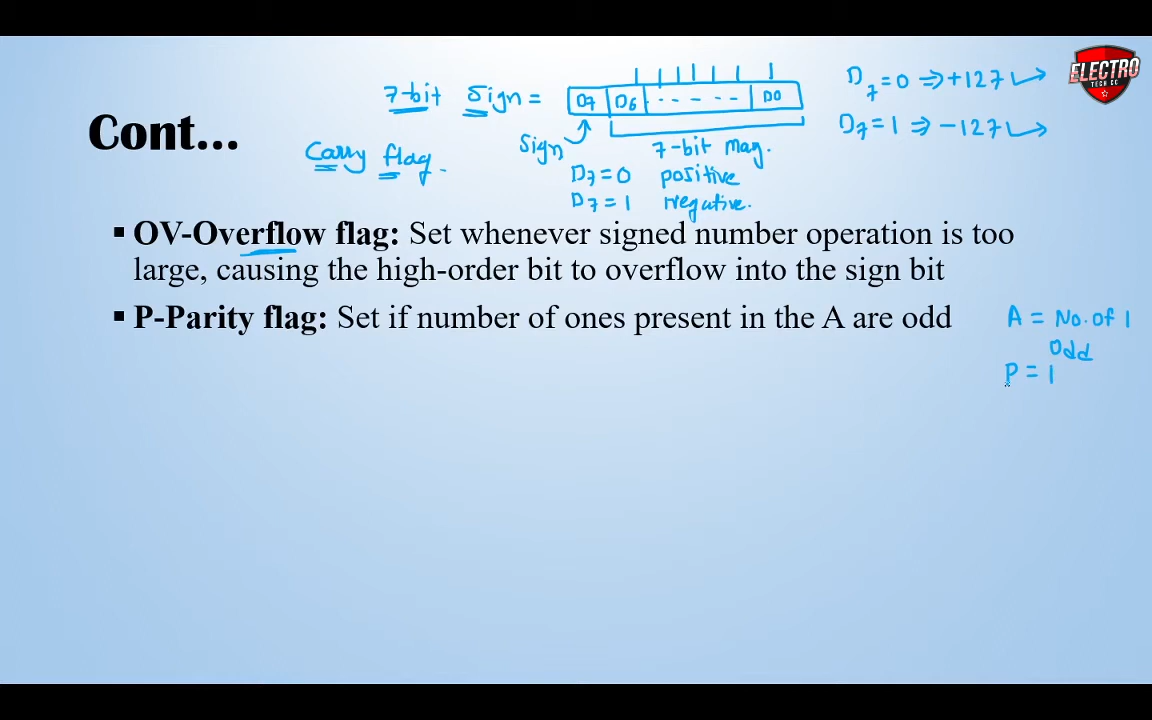 7-bit Sign = D7 D6 - - - - - D0
D7 = 0 ⇒ +127
D7 = 1 ⇒ -127
ELECTRO
TECH CC
Cont...
Carry flag.
Sign
7-bit mag.
D7 = 0 positive
D7 = 1 negative.
▪ OV-Overflow flag: Set whenever signed number operation is too
large, causing the high-order bit to overflow into the sign bit
▪ P-Parity flag: Set if number of ones present in the A are odd
A = No. of 1
odd
P = 1